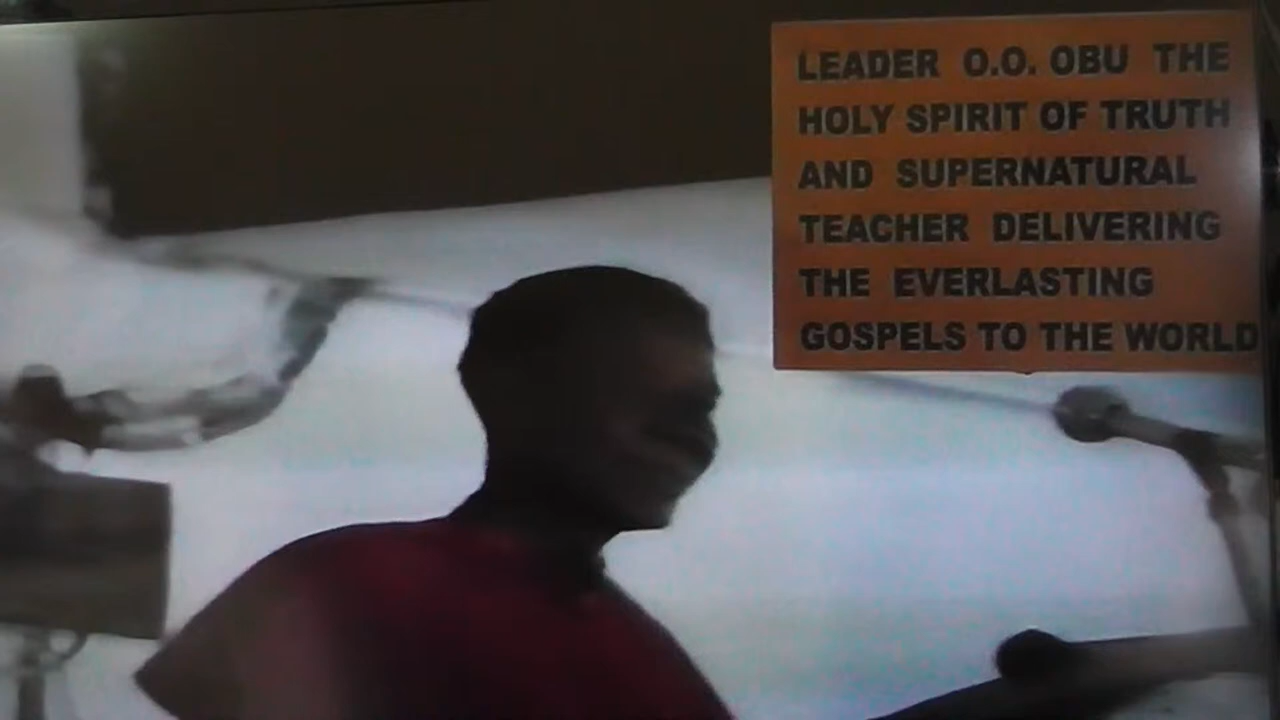 LEADER O.O. OBU THE
HOLY SPIRIT OF TRUTH
AND SUPERNATURAL
TEACHER DELIVERING
THE EVERLASTING
GOSPELS TO THE WORLD